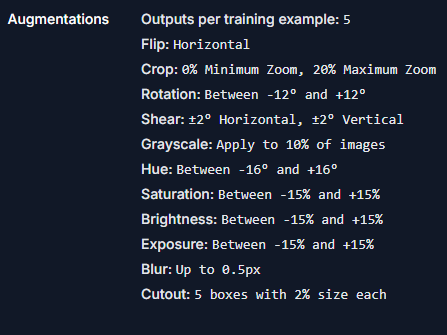 Augmentations
Outputs per training example: 5
Flip: Horizontal
Crop: 0% Minimum Zoom, 20% Maximum Zoom
Rotation: Between -12° and +12°
Shear: ±2° Horizontal, ±2° Vertical
Grayscale: Apply to 10% of images
Hue: Between -16° and +16°
Saturation: Between -15% and +15%
Brightness: Between -15% and +15%
Exposure: Between -15% and +15%
Blur: Up to 0.5px
Cutout: 5 boxes with 2% size each